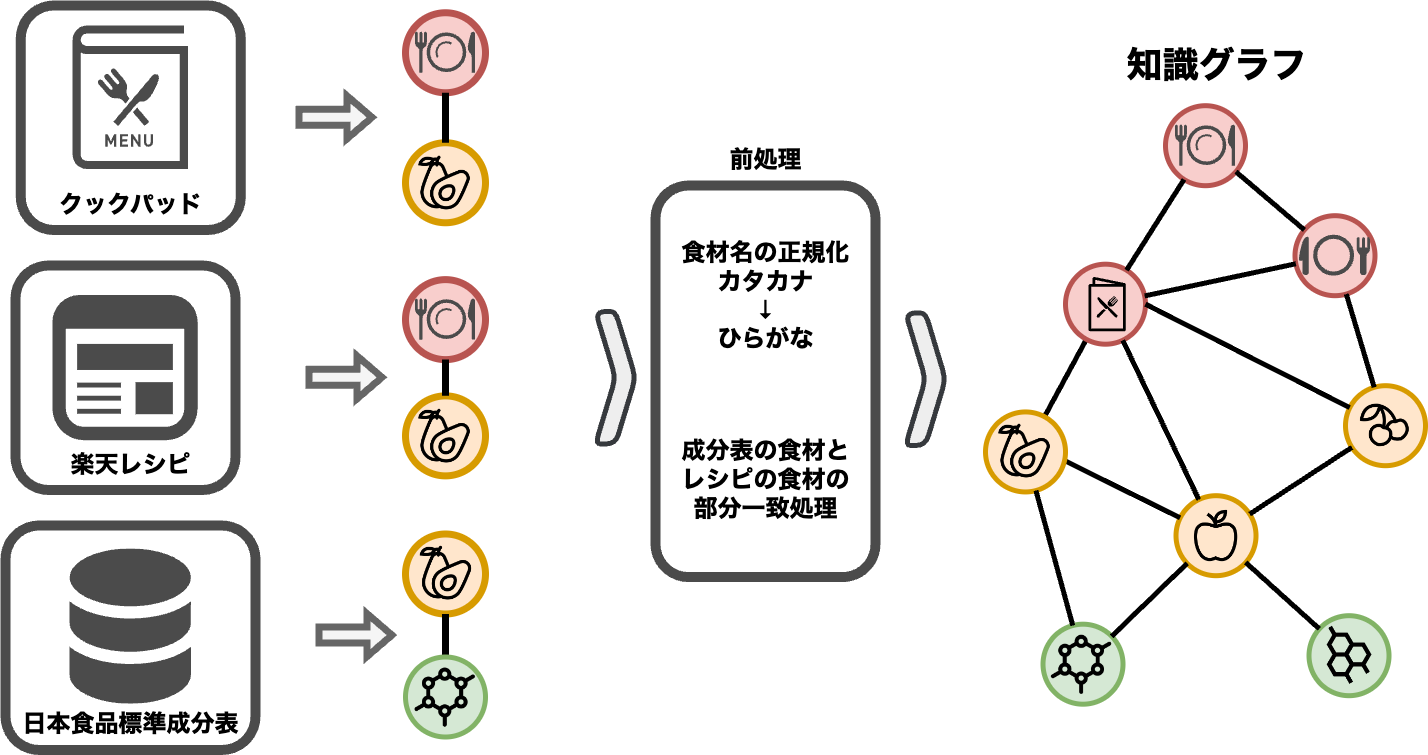 MENU
クックパッド
楽天レシピ
日本食品標準成分表
前処理
食材名の正規化
カタカナ
↓
ひらがな
成分表の食材と
レシピの食材の
部分一致処理
知識グラフ